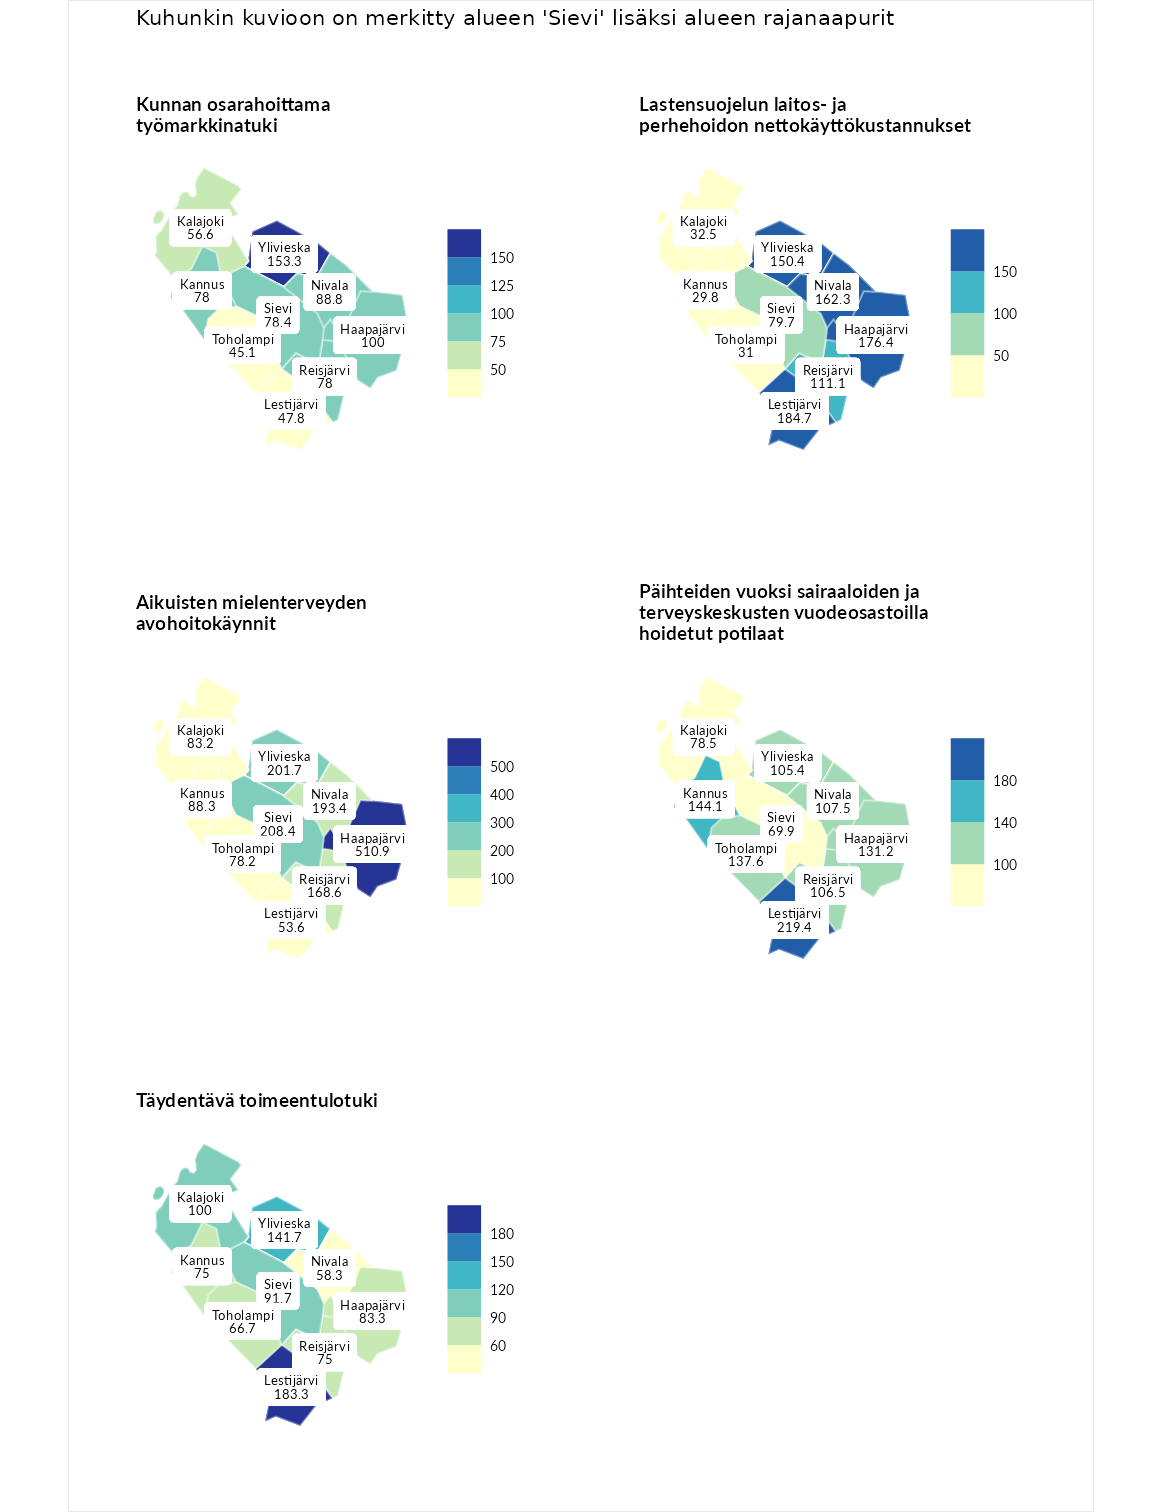 Kuhunkin kuvioon on merkitty alueen 'Sievi' lisäksi alueen rajanaapurit
Kunnan osarahoittama
työmarkkinatuki
Kalajoki
56.6
Ylivieska
153.3
Kannus
78
Nivala
88.8
Sievi
78.4
Haapajärvi
100
Toholampi
45.1
Reisjärvi
78
Lestijärvi
47.8
150
125
100
75
50
Lastensuojelun laitos- ja
perhehoidon nettokäyttökustannukset
Kalajoki
32.5
Ylivieska
150.4
Kannus
29.8
Nivala
162.3
Sievi
79.7
Haapajärvi
176.4
Toholampi
31
Reisjärvi
111.1
Lestijärvi
184.7
150
100
50
Aikuisten mielenterveyden
avohoitokäynnit
Kalajoki
83.2
Ylivieska
201.7
Kannus
88.3
Nivala
193.4
Sievi
208.4
Haapajärvi
510.9
Toholampi
78.2
Reisjärvi
168.6
Lestijärvi
53.6
500
400
300
200
100
Päihteiden vuoksi sairaaloiden ja
terveyskeskusten vuodeosastoilla
hoidetut potilaat
Kalajoki
78.5
Ylivieska
105.4
Kannus
144.1
Nivala
107.5
Sievi
69.9
Haapajärvi
131.2
Toholampi
137.6
Reisjärvi
106.5
Lestijärvi
219.4
180
140
100
Täydentävä toimeentulotuki
Kalajoki
100
Ylivieska
141.7
Kannus
75
Nivala
58.3
Sievi
91.7
Haapajärvi
83.3
Toholampi
66.7
Reisjärvi
75
Lestijärvi
183.3
180
150
120
90
60